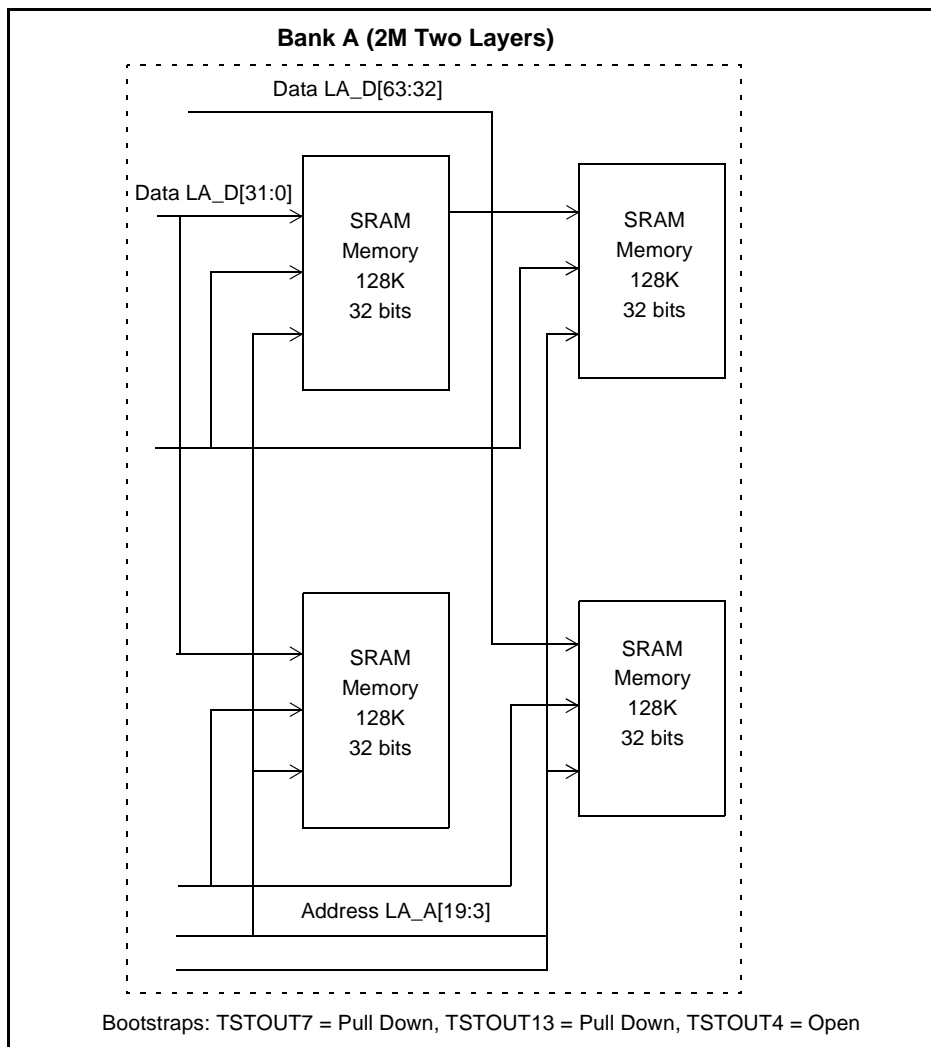 Bank A (2M Two Layers)
Data LA_D[63:32]
Data LA_D[31:0]
SRAM
Memory
128K
32 bits
SRAM
Memory
128K
32 bits
SRAM
Memory
128K
32 bits
SRAM
Memory
128K
32 bits
Address LA_A[19:3]
Bootstraps: TSTOUT7 = Pull Down, TSTOUT13 = Pull Down, TSTOUT4 = Open